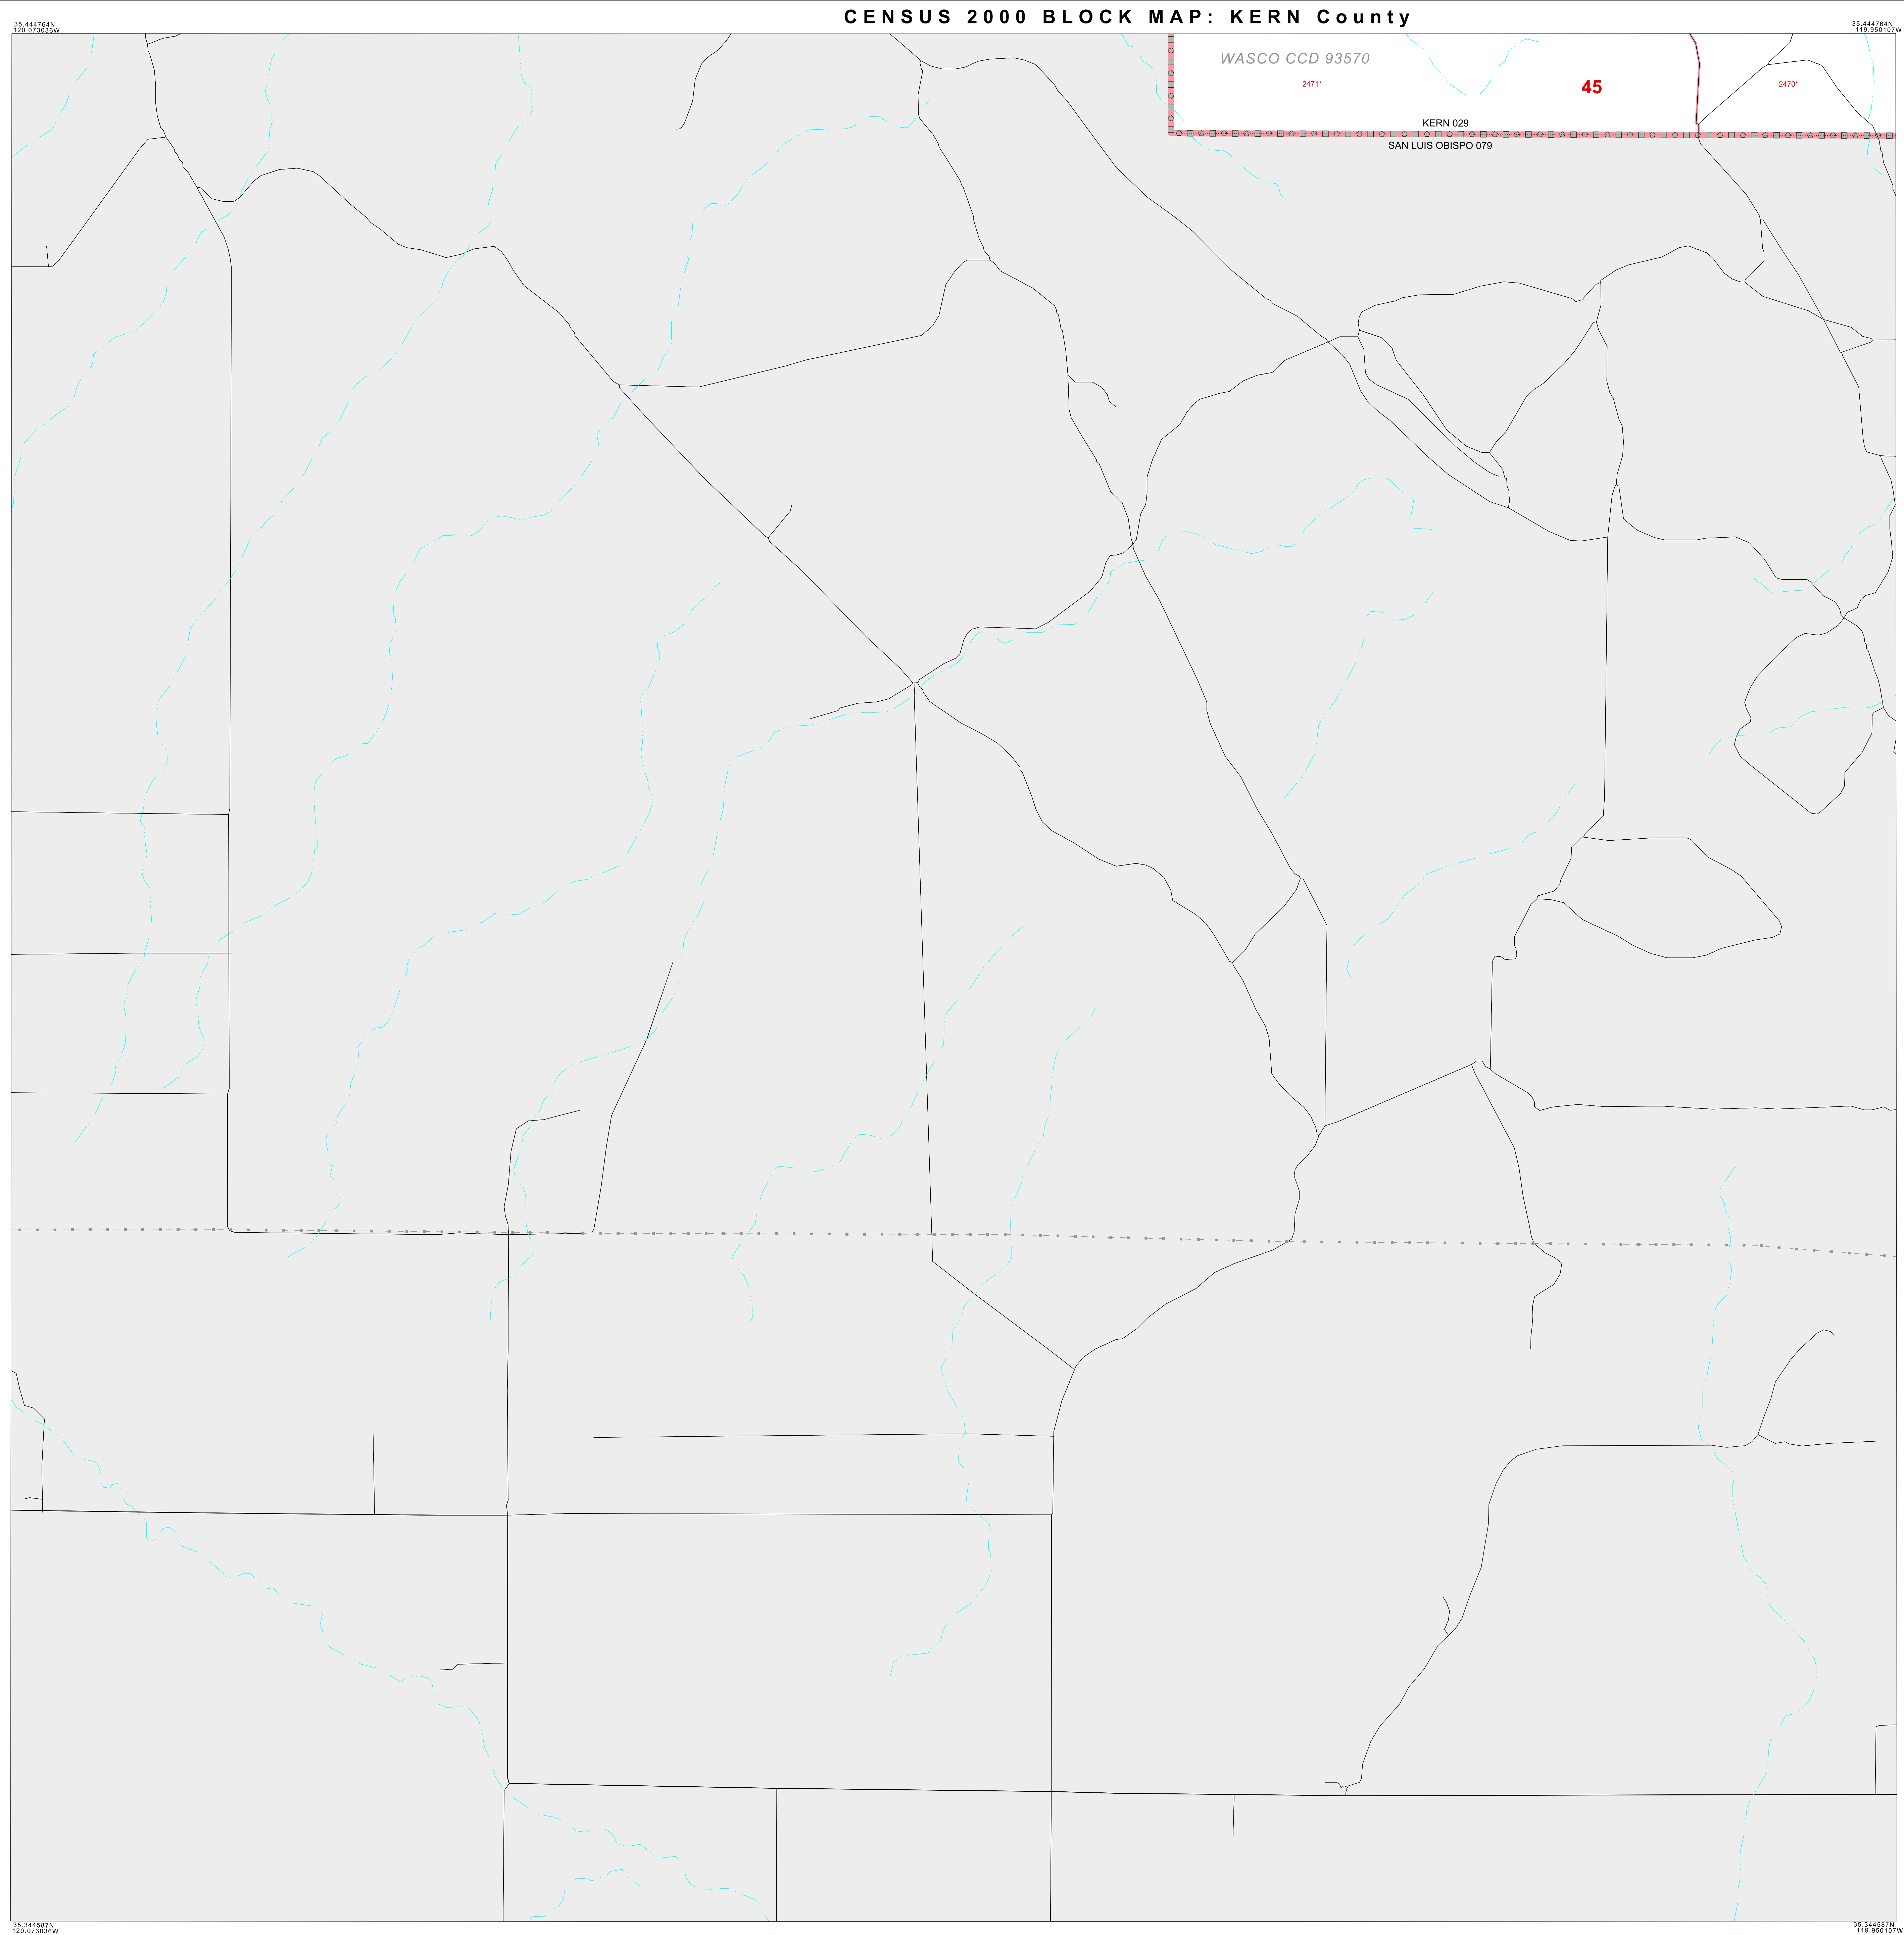 CENSUS 2000 BLOCK MAP: KERN County
35.444764N
120.073036W
35.444764N
119.950107W
WASCO CCD 93570
2471*
45
2470*
KERN 029
SAN LUIS OBISPO 079
35.344587N
120.073036W
35.344587N
119.950107W